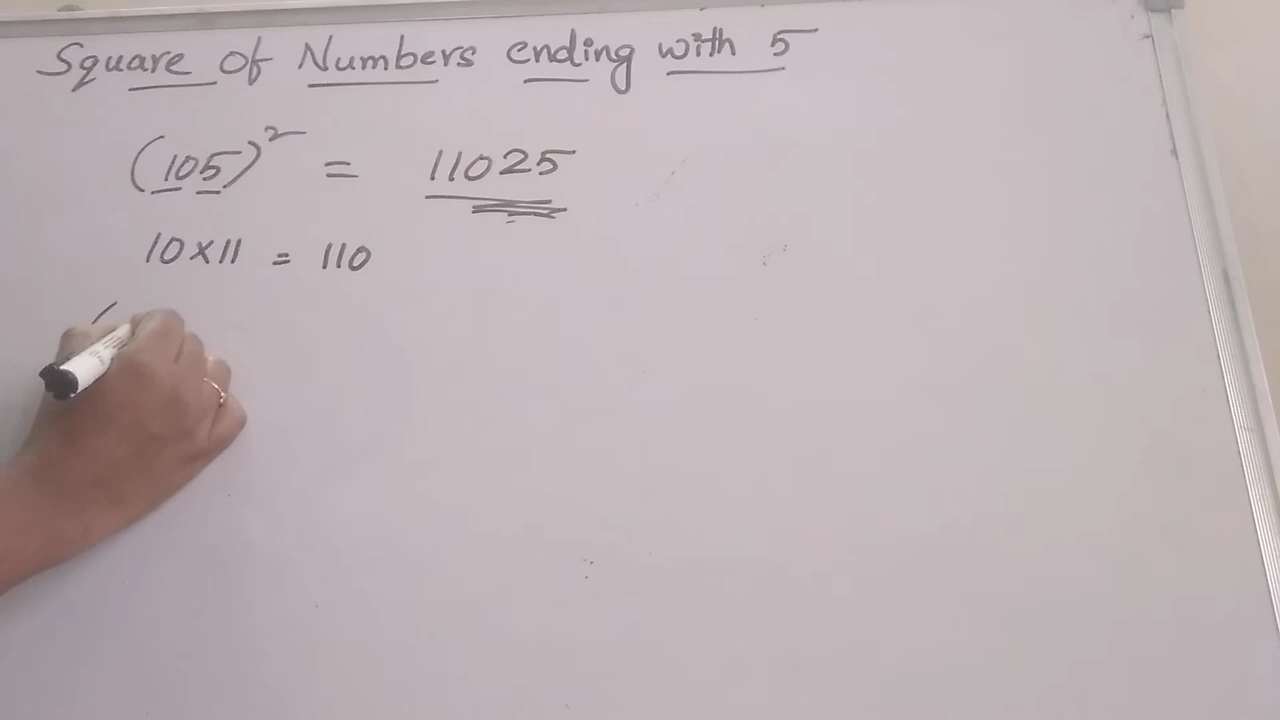 Square of Numbers ending with 5
(105)² = 11025
10×11 = 110
(